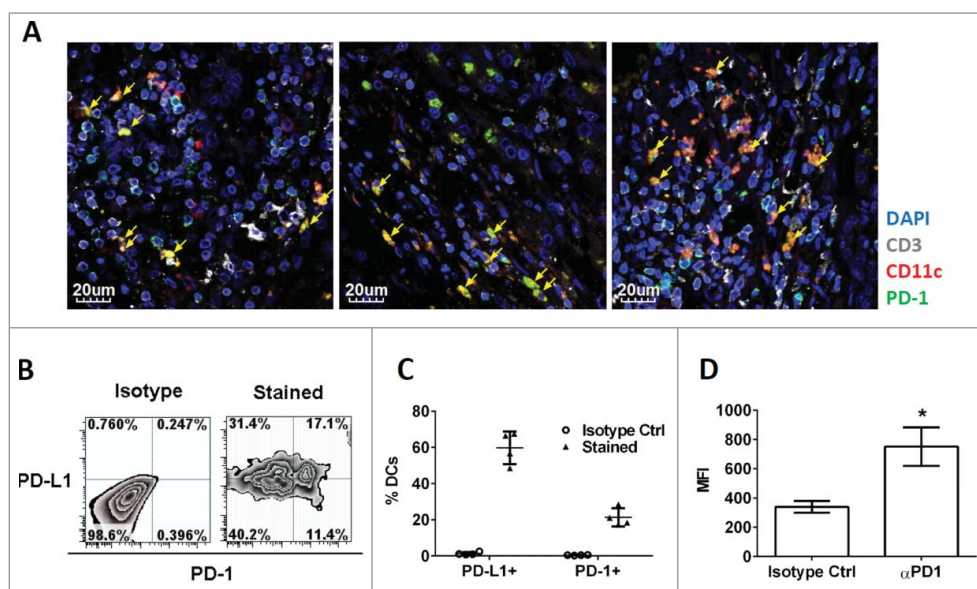 A
20um
20um
20um
DAPI
CD3
CD11c
PD-1
B
Isotype
Stained
0.760%
0.247%
31.4%
17.1%
PD-L1
98.6%
0.396%
40.2%
11.4%
PD-1
C
% DCs
80
60
40
20
0
Isotype Ctrl
Stained
PD-L1+
PD-1+
D
MFI
1000
800
600
400
200
0
*
Isotype Ctrl
αPD1